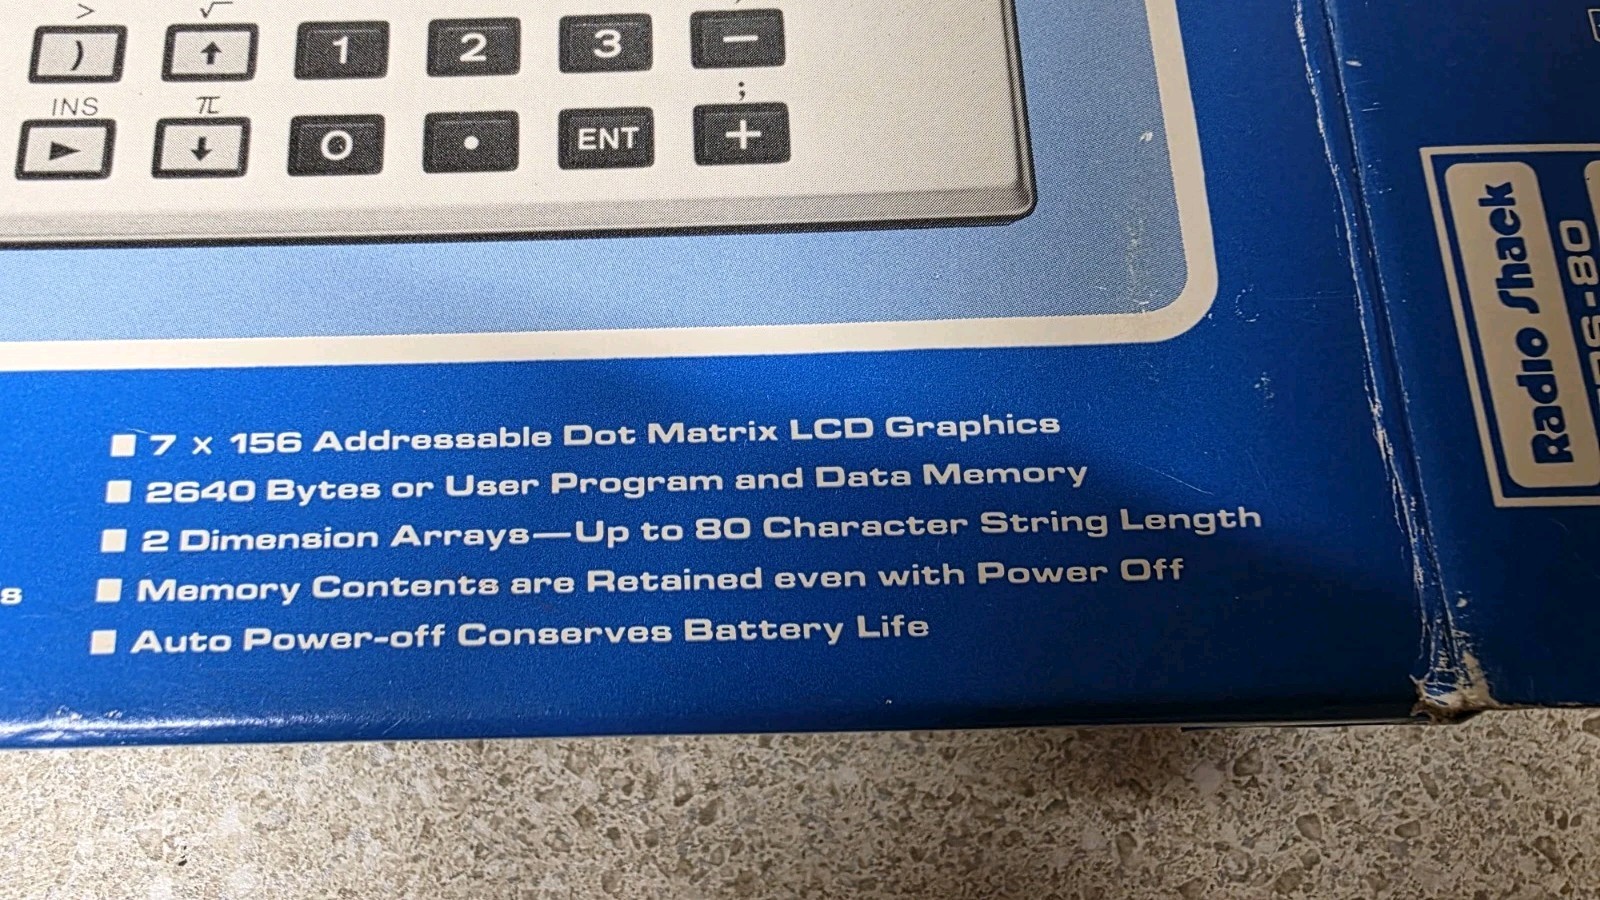 > √
) ↑ 1 2 3 −
INS π ;
► ↓ 0 • ENT +
■ 7 x 156 Addressable Dot Matrix LCD Graphics
■ 2640 Bytes or User Program and Data Memory
■ 2 Dimension Arrays—Up to 80 Character String Length
■ Memory Contents are Retained even with Power Off
■ Auto Power-off Conserves Battery Life
Radio Shack